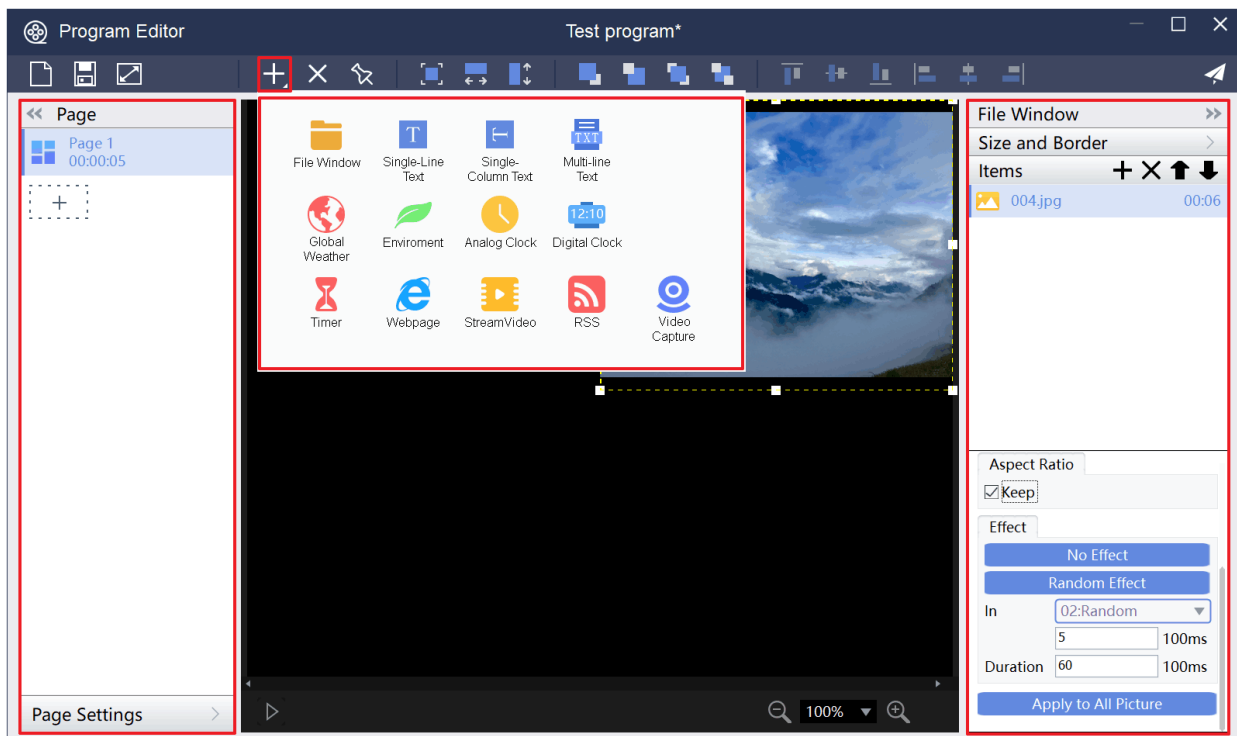 Program Editor
Test program*
Page
Page 1
00:00:05
Page Settings
File Window
Single-Line
Text
Single-
Column Text
TXT
Multi-line
Text
T
Global
Weather
Enviroment
Analog Clock
12:10
Digital Clock
Timer
Webpage
StreamVideo
RSS
Video
Capture
100%
File Window
Size and Border
Items
004.jpg 00:06
Aspect Ratio
Keep
Effect
No Effect
Random Effect
In 02:Random
5 100ms
Duration 60 100ms
Apply to All Picture